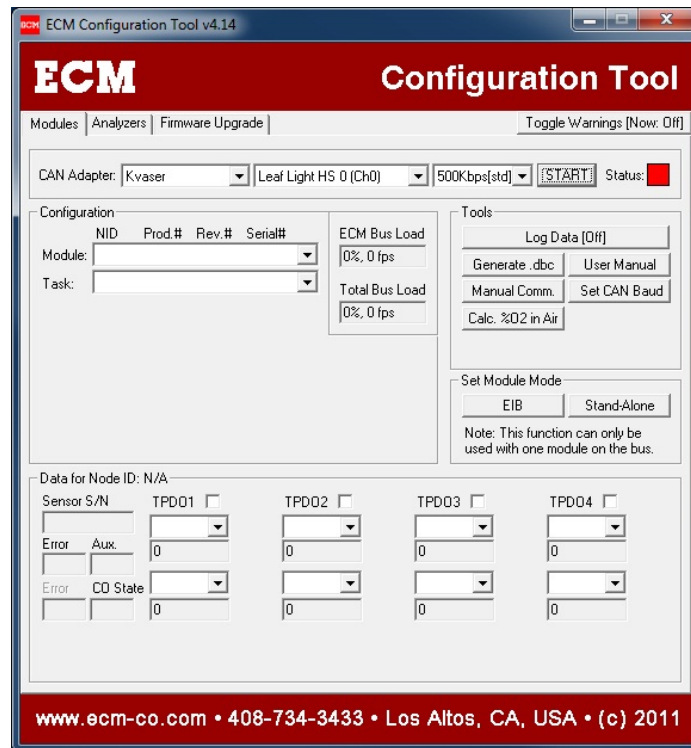 ECM ECM Configuration Tool v4.14
ECM Configuration Tool
Modules Analyzers Firmware Upgrade Toggle Warnings [Now: Off]
CAN Adapter: Kvaser Leaf Light HS 0 (Ch0) 500Kbps[std] START Status:
Configuration
NID Prod.# Rev.# Serial#
Module:
Task:
ECM Bus Load
0%, 0 fps
Total Bus Load
0%, 0 fps
Tools
Log Data [Off]
Generate .dbc User Manual
Manual Comm. Set CAN Baud
Calc. %O2 in Air
Set Module Mode
EIB Stand-Alone
Note: This function can only be
used with one module on the bus.
Data for Node ID: N/A
Sensor S/N TPDO1 TPDO2 TPDO3 TPDO4
Error Aux. 0 0 0 0
Error CO State
0 0 0 0
www.ecm-co.com • 408-734-3433 • Los Altos, CA, USA • (c) 2011